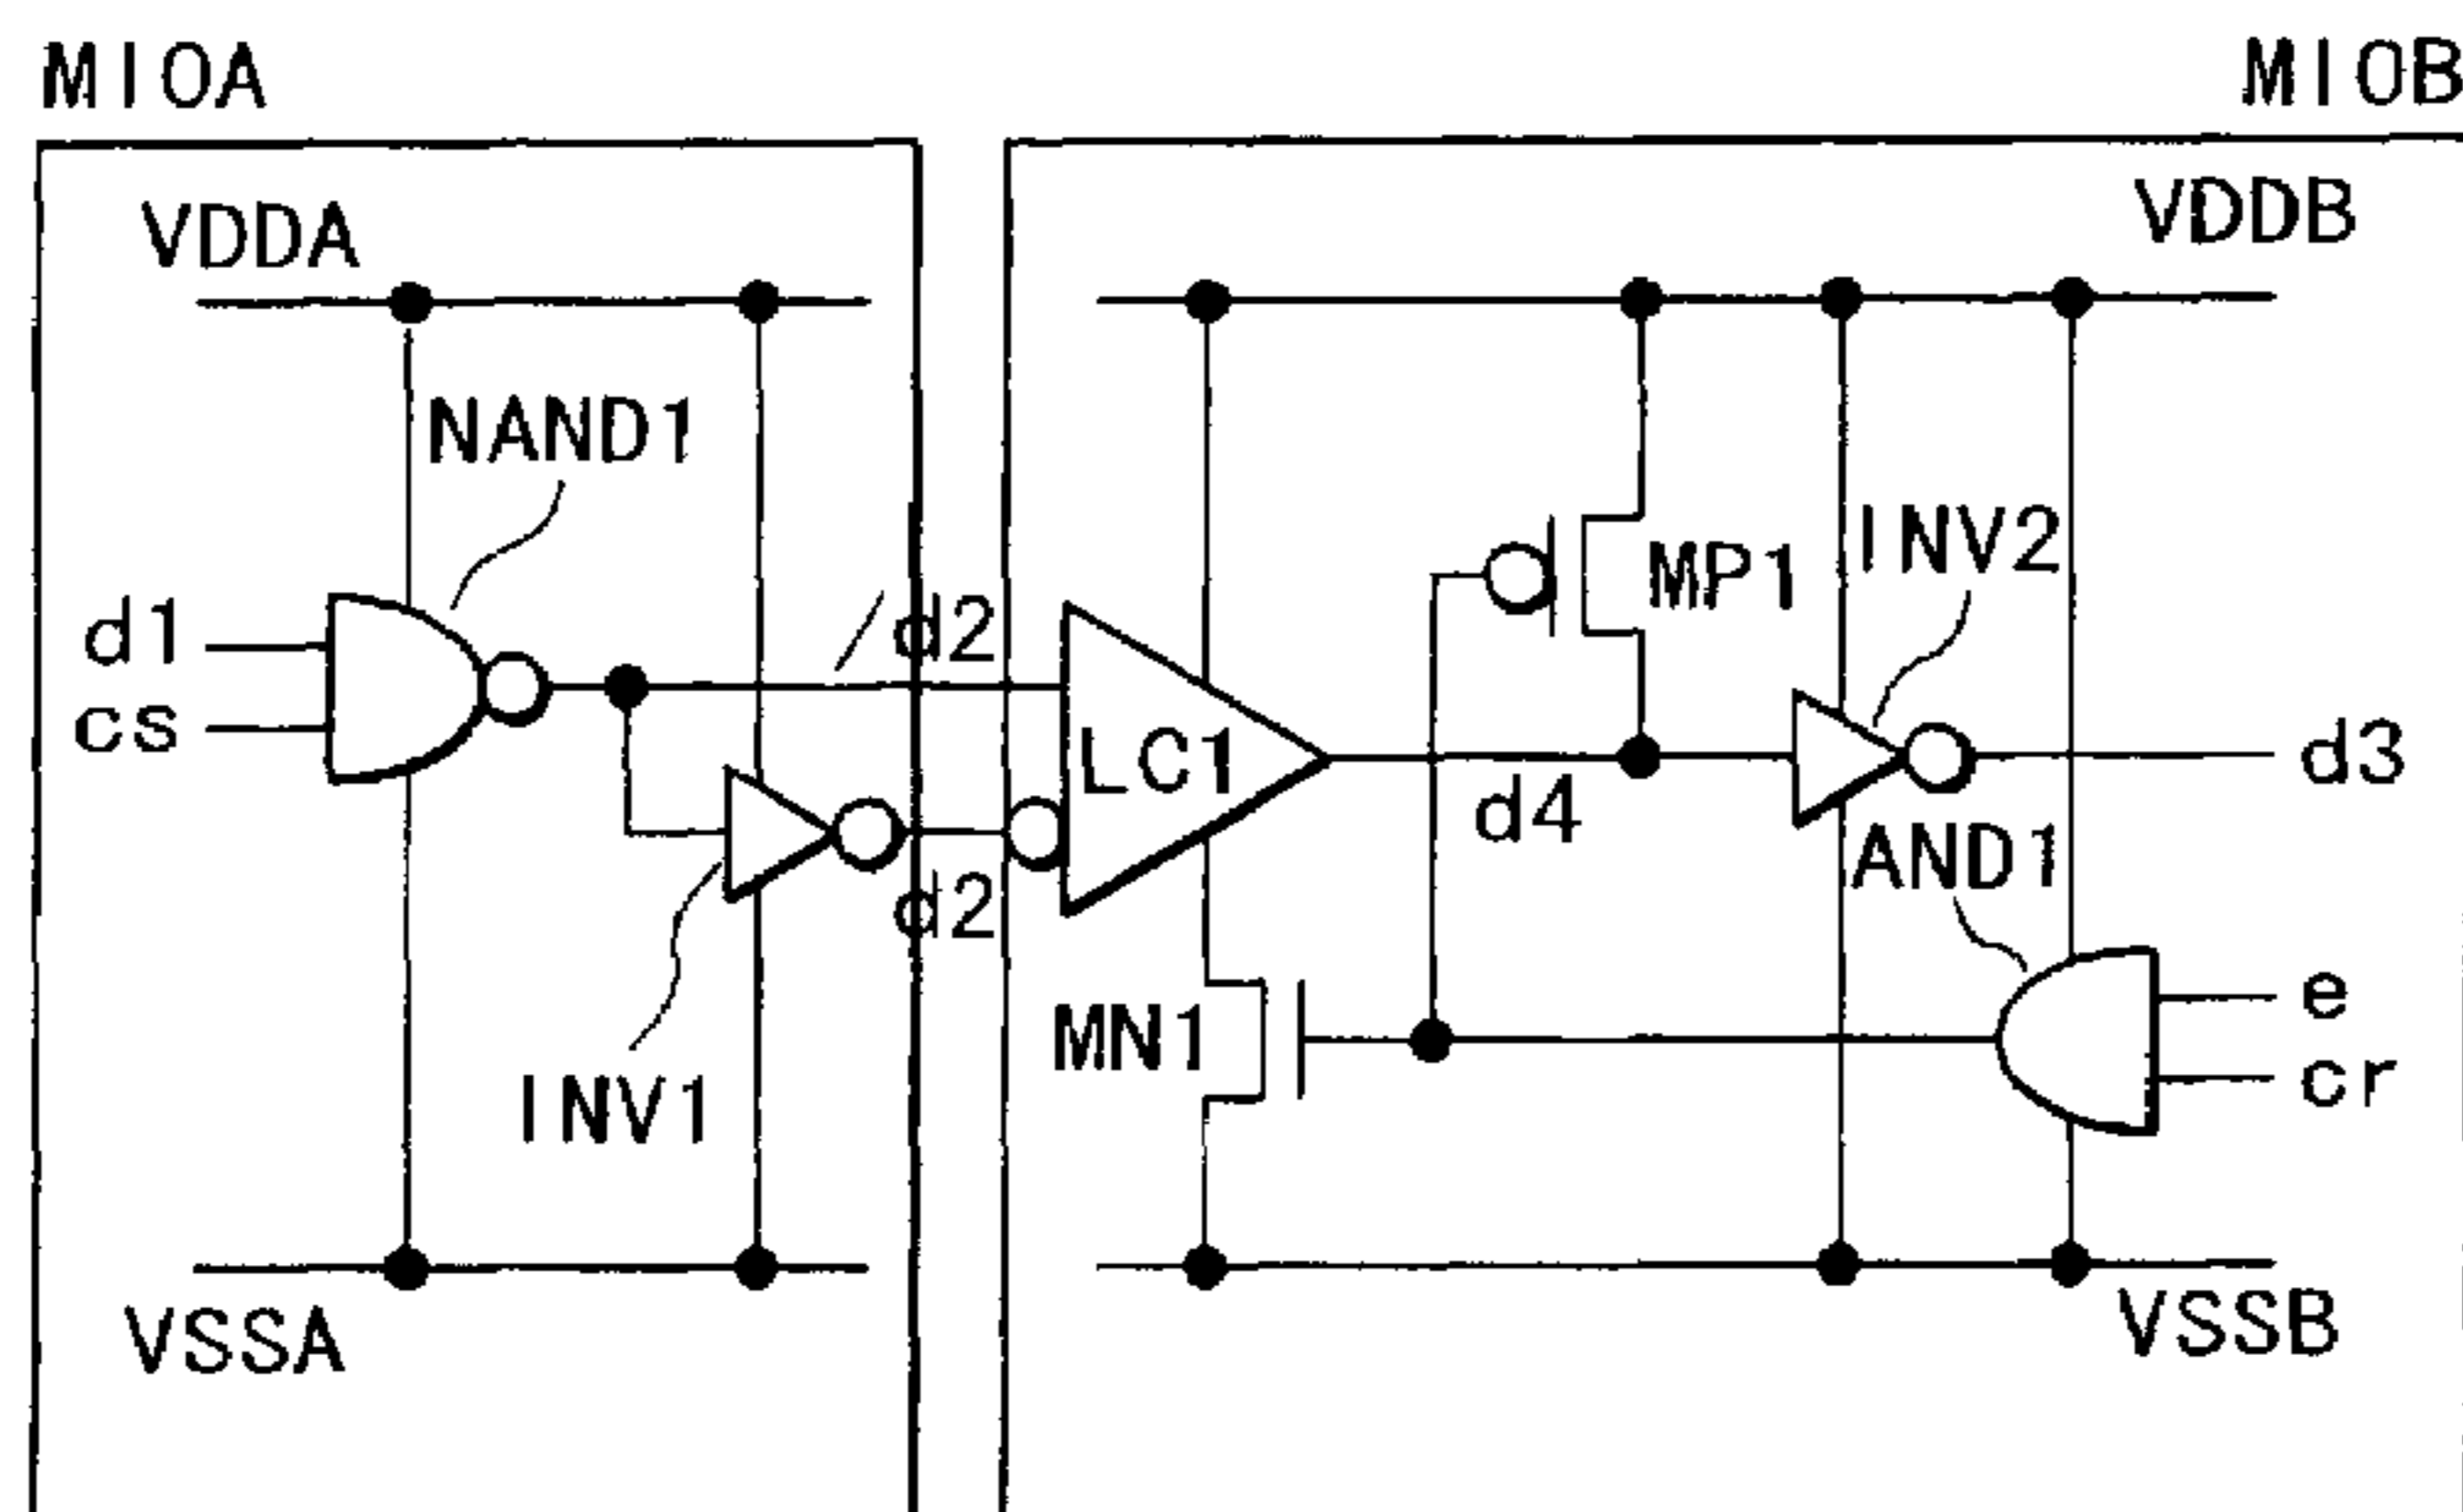 MIOA
MIOB
VDDA
VDDB
NAND1
INV2
MP1
d1
/d2
cs
LC1
d3
d4
AND1
d2
e
MN1
cr
INV1
VSSA
VSSB